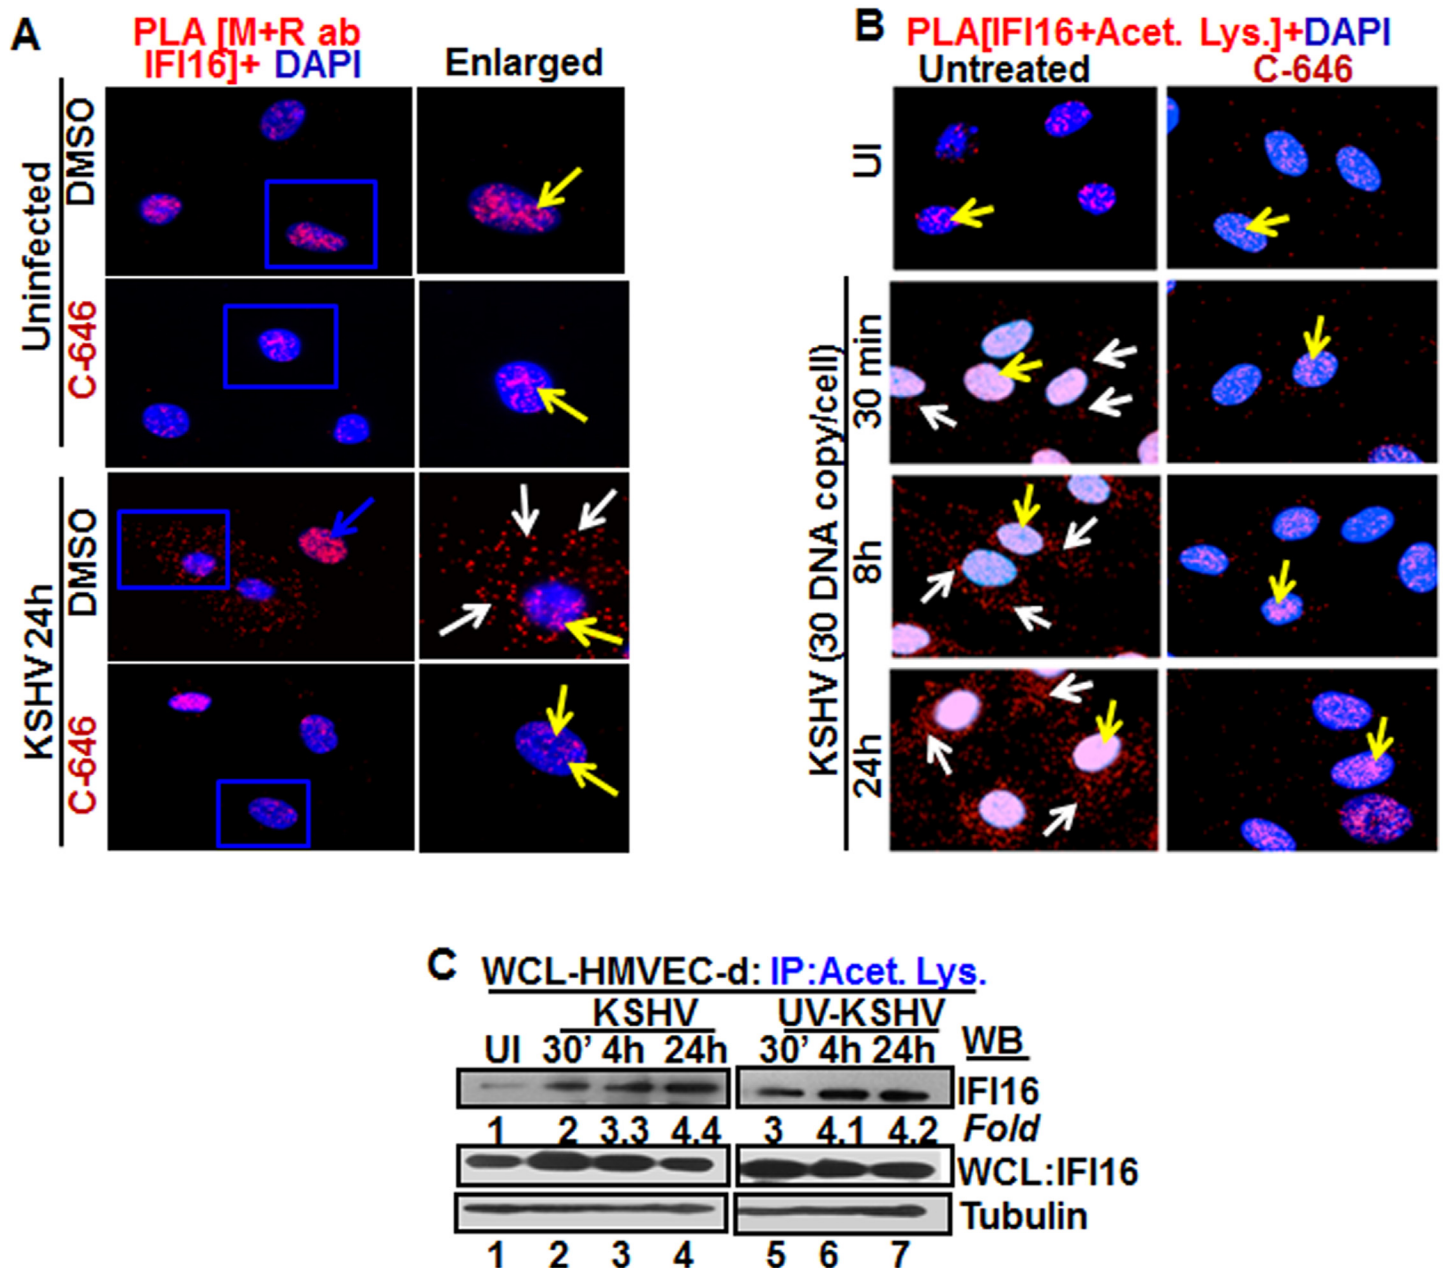 A
PLA [M+R ab
IFI16]+ DAPI
Enlarged
Uninfected
DMSO
C-646
KSHV 24h
DMSO
C-646
B
PLA[IFI16+Acet. Lys.]+DAPI
Untreated
C-646
UI
KSHV (30 DNA copy/cell)
30 min
8h
24h
C
WCL-HMVEC-d: IP:Acet. Lys.
KSHV UV-KSHV
UI 30’ 4h 24h 30’ 4h 24h WB
IFI16
1 2 3.3 4.4 3 4.1 4.2 Fold
WCL:IFI16
Tubulin
1 2 3 4 5 6 7